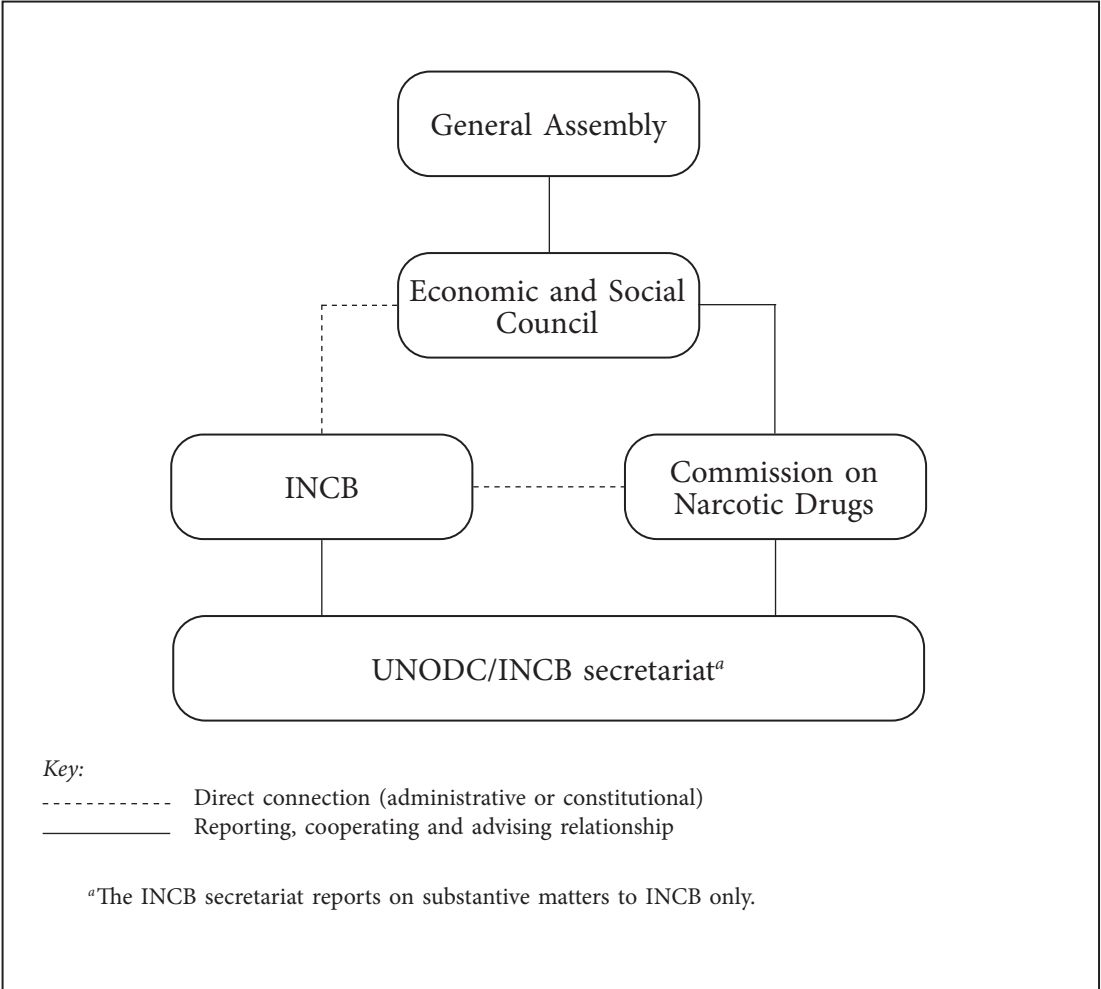 General Assembly
Economic and Social
Council
INCB
Commission on
Narcotic Drugs
UNODC/INCB secretariatᵃ
Key:
Direct connection (administrative or constitutional)
Reporting, cooperating and advising relationship
ᵃThe INCB secretariat reports on substantive matters to INCB only.